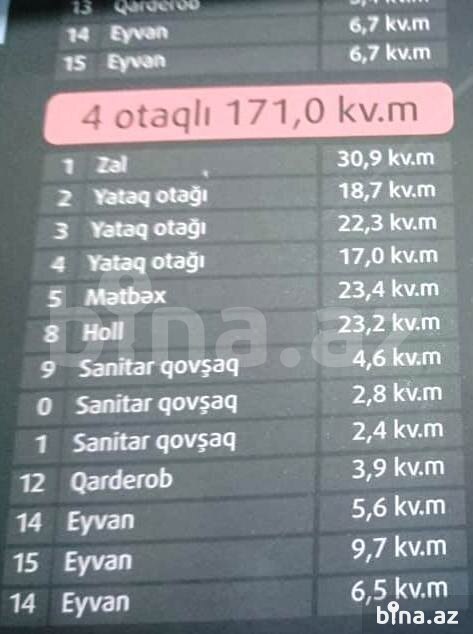 13 Qarderob
14 Eyvan 6,7 kv.m
15 Eyvan 6,7 kv.m
4 otaqlı 171,0 kv.m
1 Zal 30,9 kv.m
2 Yataq otağı 18,7 kv.m
3 Yataq otağı 22,3 kv.m
4 Yataq otağı 17,0 kv.m
5 Mətbəx 23,4 kv.m
8 Holl 23,2 kv.m
bina.az
9 Sanitar qovşaq 4,6 kv.m
0 Sanitar qovşaq 2,8 kv.m
1 Sanitar qovşaq 2,4 kv.m
12 Qarderob 3,9 kv.m
14 Eyvan 5,6 kv.m
15 Eyvan 9,7 kv.m
14 Eyvan 6,5 kv.m
bina.az